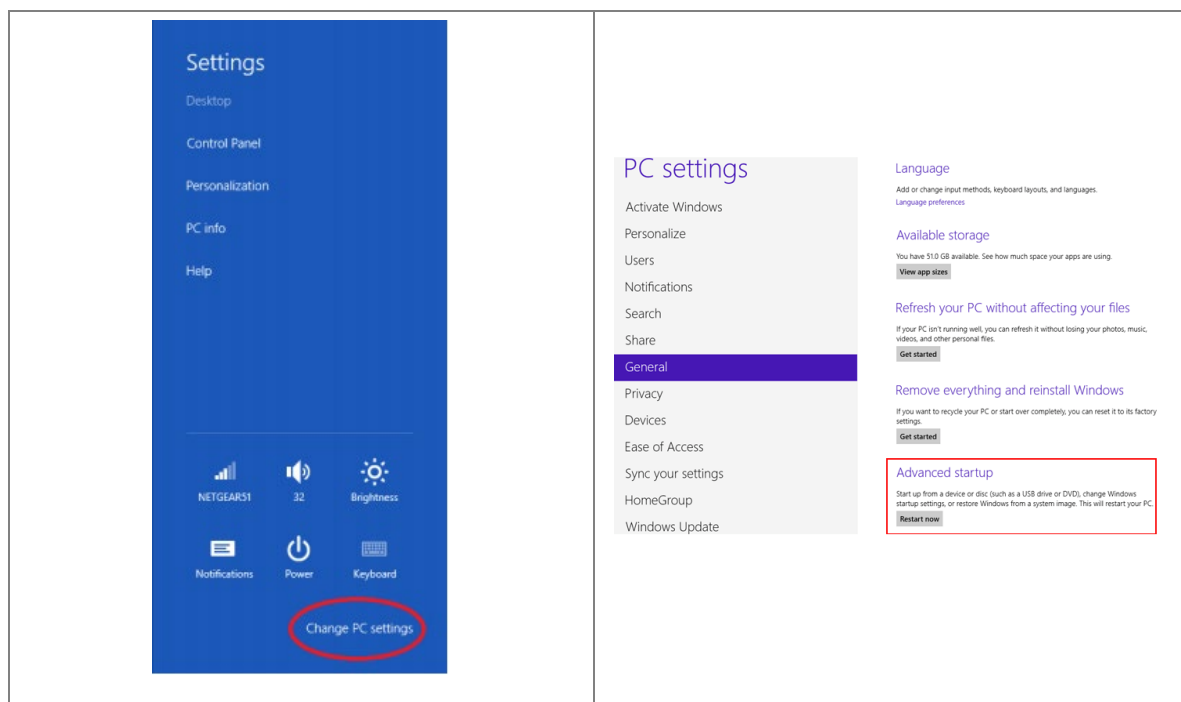 Settings
Desktop
Control Panel
Personalization
PC info
Help
NETGEAR51
32
Brightness
Notifications
Power
Keyboard
Change PC settings
PC settings
Activate Windows
Personalize
Users
Notifications
Search
Share
General
Privacy
Devices
Ease of Access
Sync your settings
HomeGroup
Windows Update
Language
Add or change input methods, keyboard layouts, and languages.
Language preferences
Available storage
You have 51.0 GB available. See how much space your apps are using.
View app sizes
Refresh your PC without affecting your files
If your PC isn't running well, you can refresh it without losing your photos, music,
videos, and other personal files.
Get started
Remove everything and reinstall Windows
If you want to recycle your PC or start over completely, you can reset it to its factory
settings.
Get started
Advanced startup
Start up from a device or disc (such as a USB drive or DVD), change Windows
startup settings, or restore Windows from a system image. This will restart your PC.
Restart now